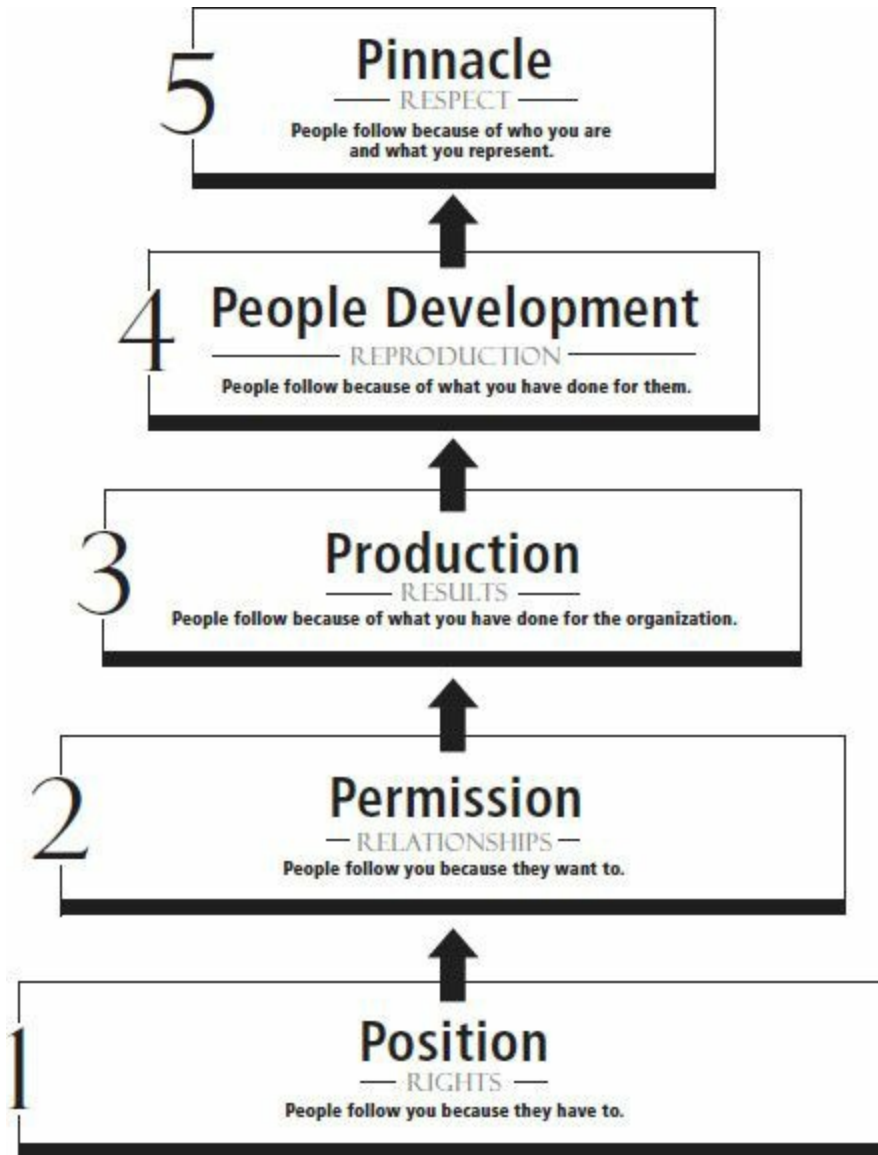 5
Pinnacle
RESPECT
People follow because of who you are
and what you represent.
4
People Development
REPRODUCTION
People follow because of what you have done for them.
3
Production
RESULTS
People follow because of what you have done for the organization.
2
Permission
RELATIONSHIPS
People follow you because they want to.
1
Position
RIGHTS
People follow you because they have to.